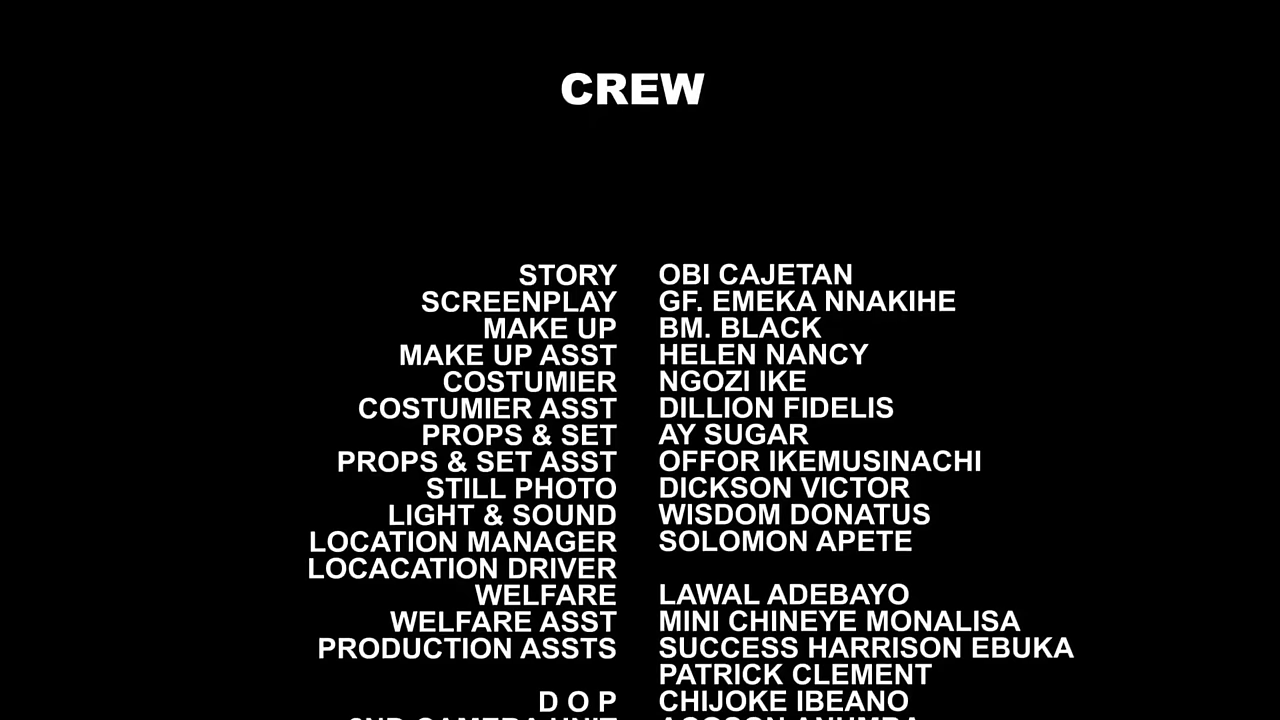 CREW
STORY OBI CAJETAN
SCREENPLAY GF. EMEKA NNAKIHE
MAKE UP BM. BLACK
MAKE UP ASST HELEN NANCY
COSTUMIER NGOZI IKE
COSTUMIER ASST DILLION FIDELIS
PROPS & SET AY SUGAR
PROPS & SET ASST OFFOR IKEMUSINACHI
STILL PHOTO DICKSON VICTOR
LIGHT & SOUND WISDOM DONATUS
LOCATION MANAGER SOLOMON APETE
LOCACATION DRIVER
WELFARE LAWAL ADEBAYO
WELFARE ASST MINI CHINEYE MONALISA
PRODUCTION ASSTS SUCCESS HARRISON EBUKA
PATRICK CLEMENT
D O P CHIJOKE IBEANO